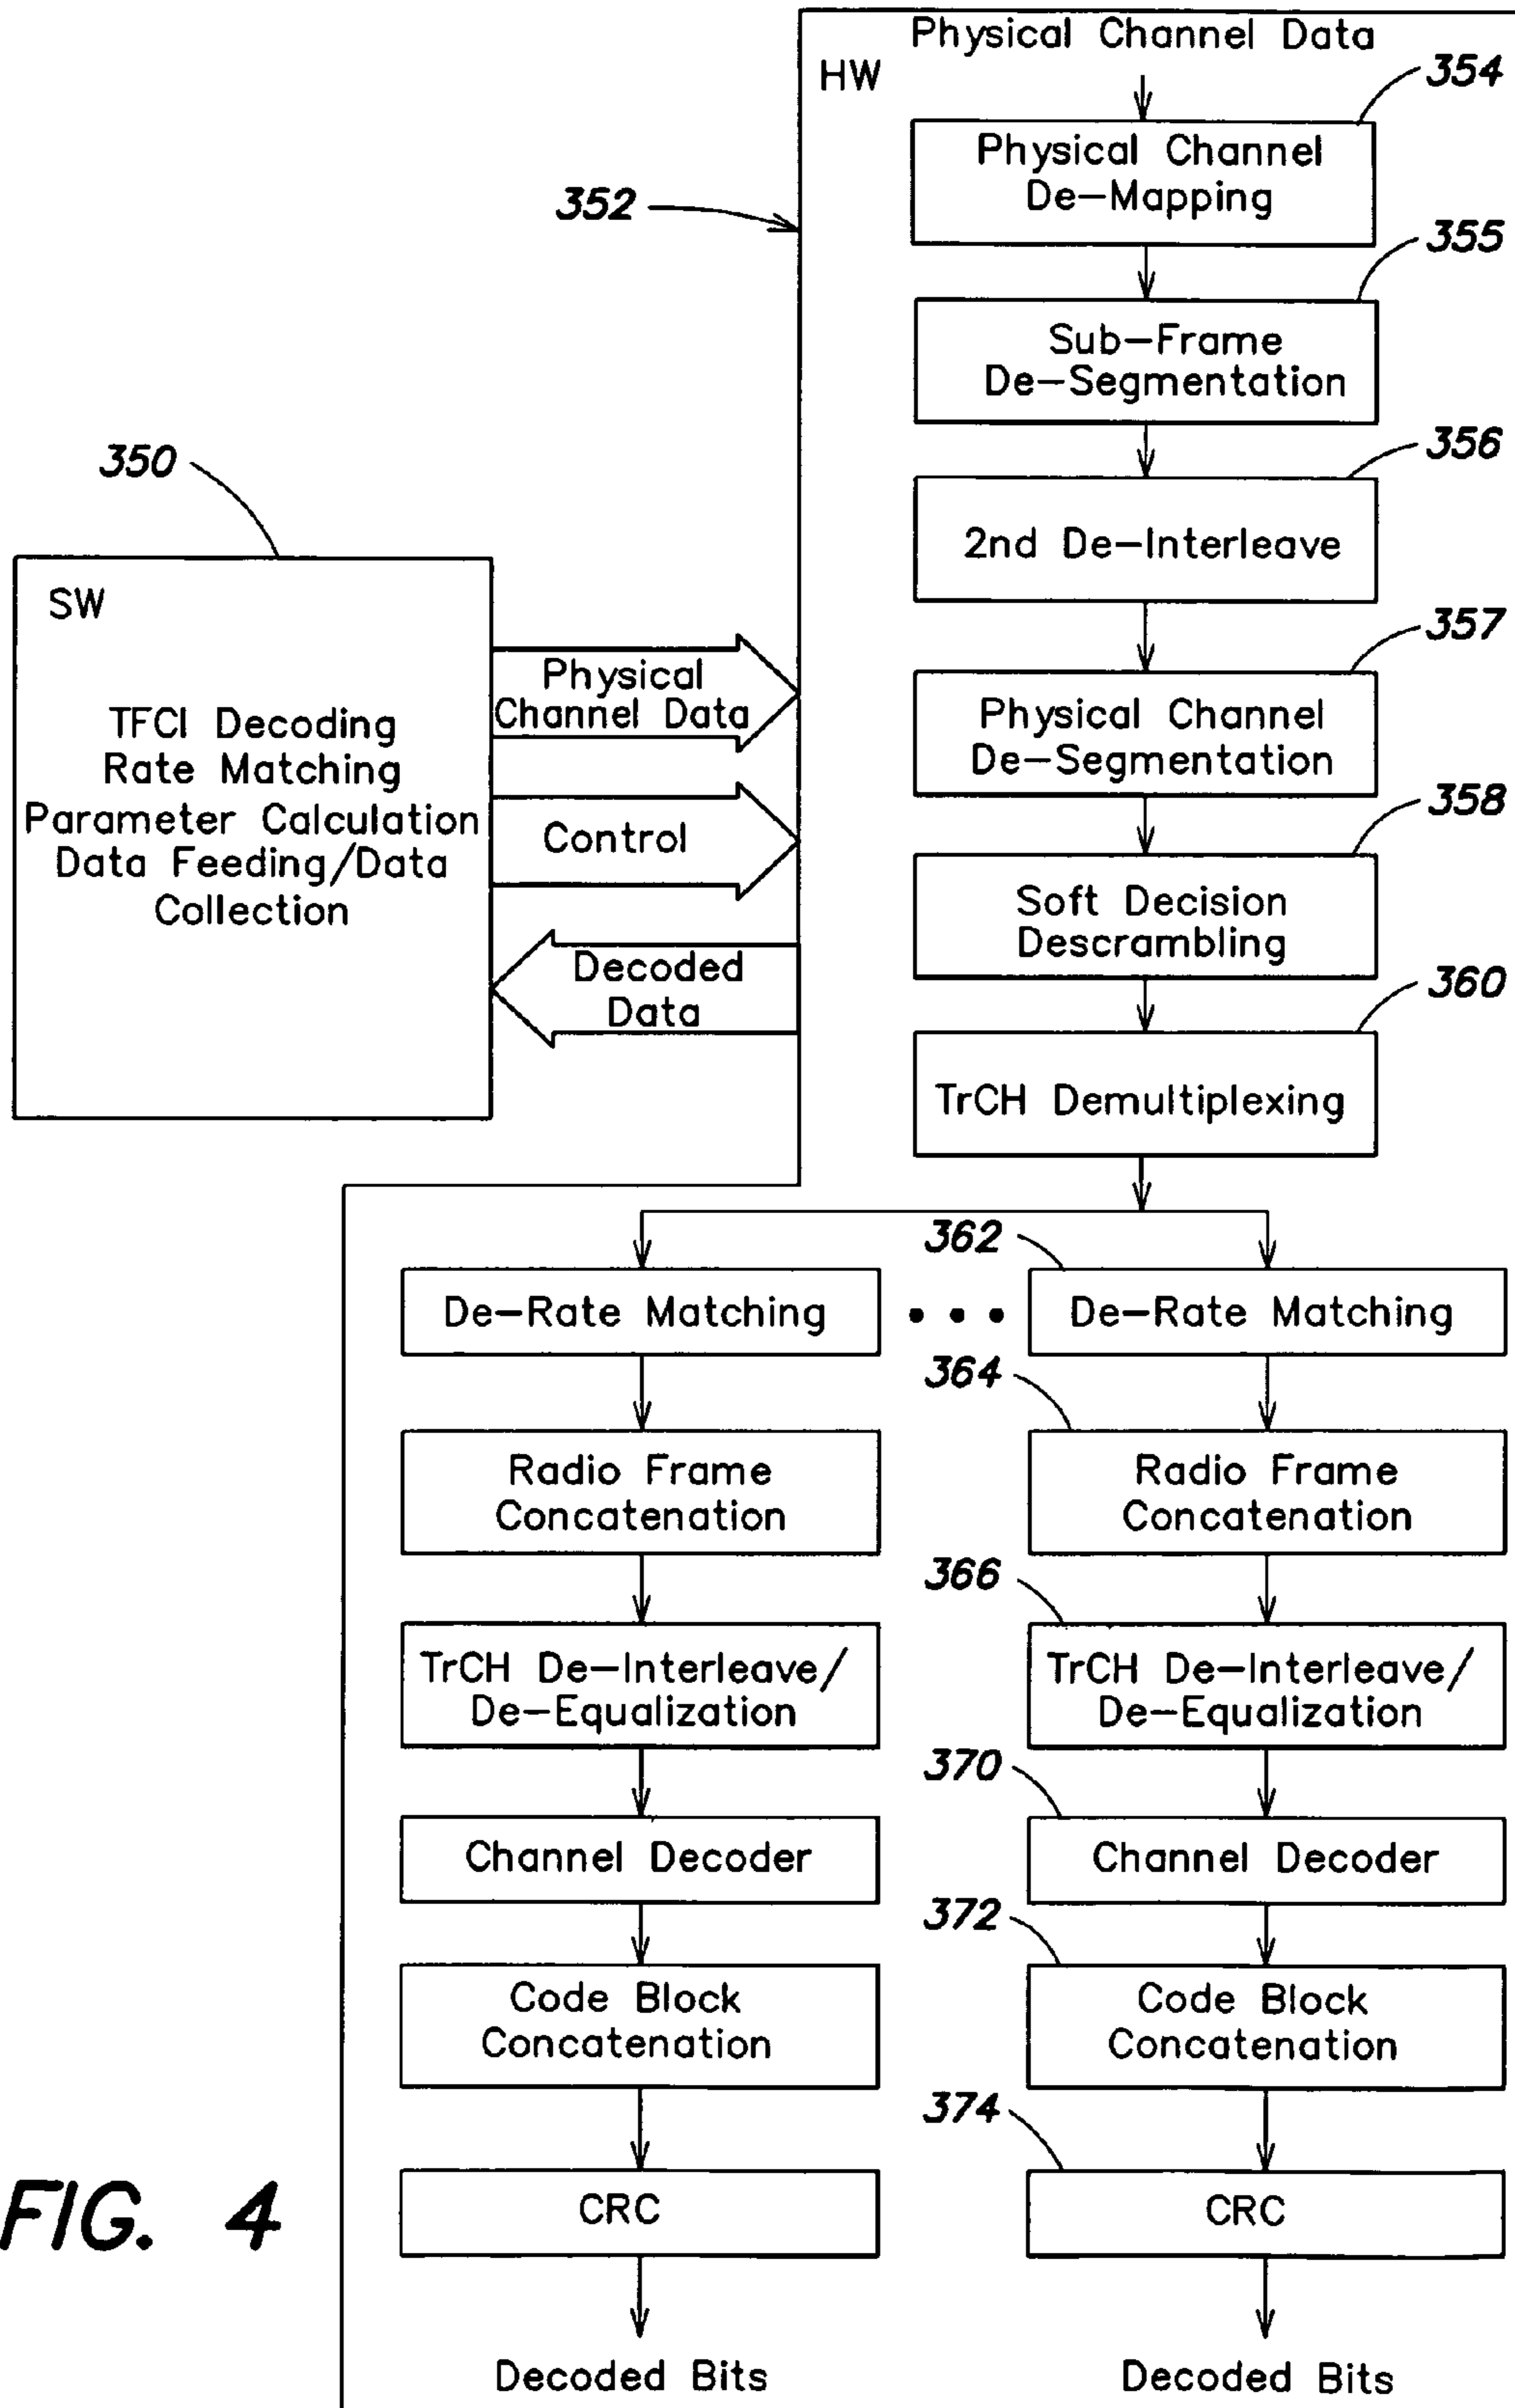 Physical Channel Data
HW
354
Physical Channel
De-Mapping
352
355
Sub-Frame
De-Segmentation
356
2nd De-Interleave
350
SW
TFCI Decoding
Rate Matching
Parameter Calculation
Data Feeding/Data
Collection
Physical
Channel Data
Control
Decoded
Data
357
Physical Channel
De-Segmentation
358
Soft Decision
Descrambling
360
TrCH Demultiplexing
362
De-Rate Matching
• • •
De-Rate Matching
364
Radio Frame
Concatenation
Radio Frame
Concatenation
366
TrCH De-Interleave/
De-Equalization
TrCH De-Interleave/
De-Equalization
370
Channel Decoder
Channel Decoder
372
Code Block
Concatenation
Code Block
Concatenation
374
CRC
CRC
Decoded Bits
Decoded Bits
FIG. 4